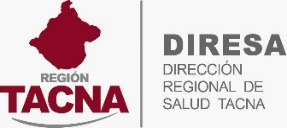 REGIÓN
TACNA
DIRESA
DIRECCIÓN
REGIONAL DE
SALUD TACNA